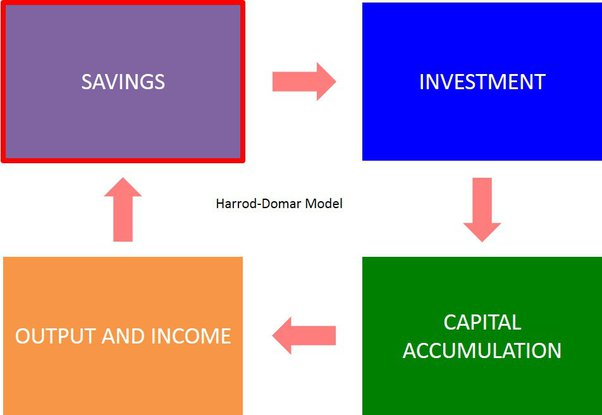 SAVINGS
INVESTMENT
Harrod-Domar Model
OUTPUT AND INCOME
CAPITAL
ACCUMULATION